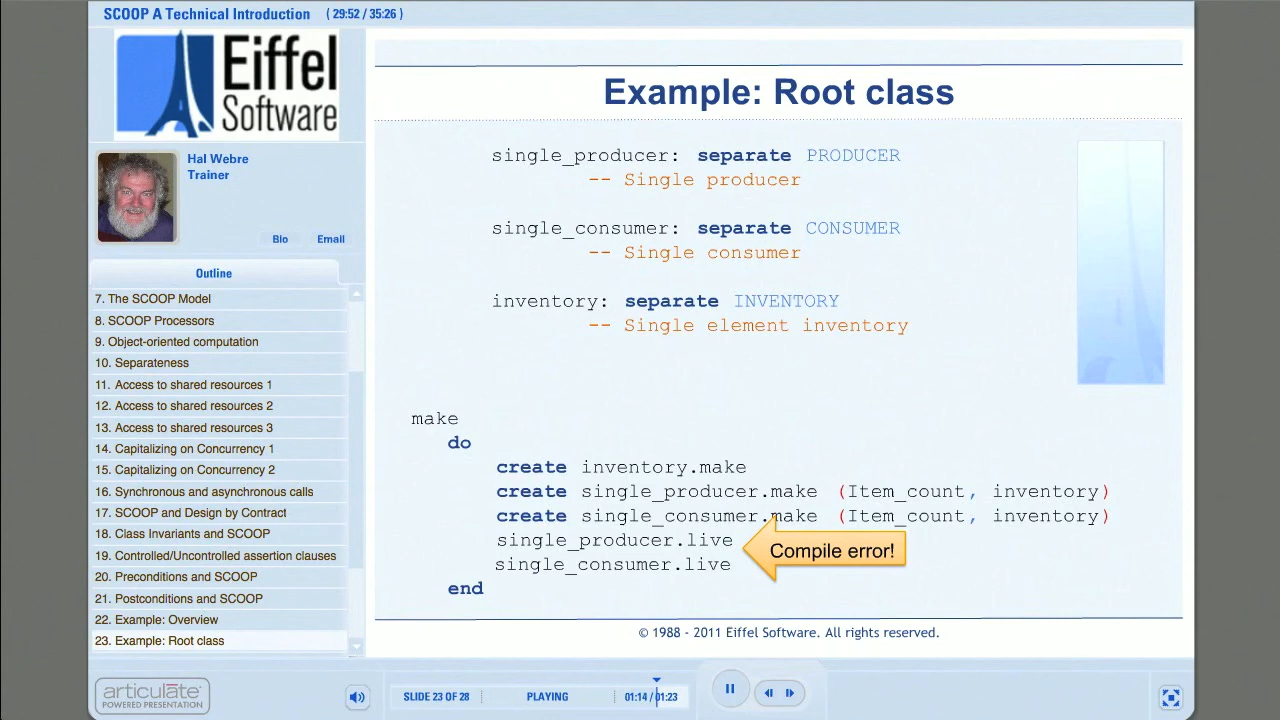 SCOOP A Technical Introduction ( 29:52 / 35:26 )
Eiffel
Software
Hal Webre
Trainer
Bio Email
Outline
7. The SCOOP Model
8. SCOOP Processors
9. Object-oriented computation
10. Separateness
11. Access to shared resources 1
12. Access to shared resources 2
13. Access to shared resources 3
14. Capitalizing on Concurrency 1
15. Capitalizing on Concurrency 2
16. Synchronous and asynchronous calls
17. SCOOP and Design by Contract
18. Class Invariants and SCOOP
19. Controlled/Uncontrolled assertion clauses
20. Preconditions and SCOOP
21. Postconditions and SCOOP
22. Example: Overview
23. Example: Root class
Example: Root class
single_producer: separate PRODUCER
-- Single producer
single_consumer: separate CONSUMER
-- Single consumer
inventory: separate INVENTORY
-- Single element inventory
make
do
create inventory.make
create single_producer.make (Item_count, inventory)
create single_consumer.make (Item_count, inventory)
single_producer.live
Compile error!
single_consumer.live
end
© 1988 - 2011 Eiffel Software. All rights reserved.
articulate
POWERED PRESENTATION
SLIDE 23 OF 28 PLAYING 01:14 / 01:23